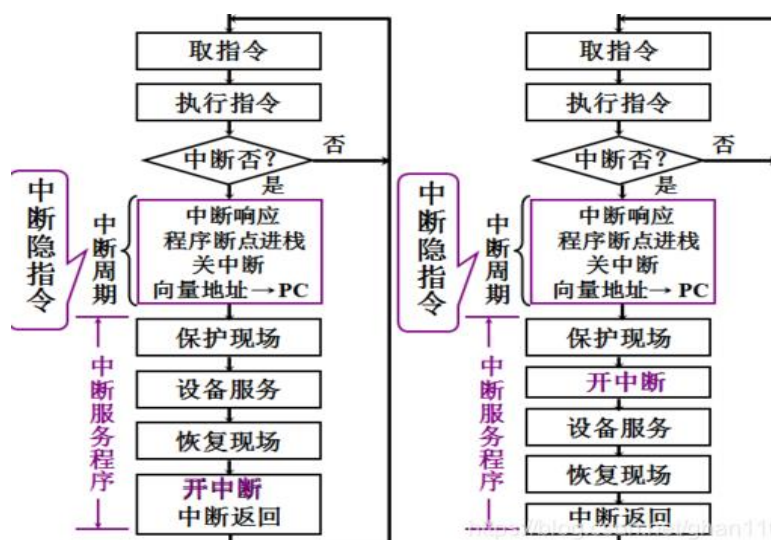 取指令
执行指令
中断否？
否
是
中断隐指令
中断周期
中断响应
程序断点进栈
关中断
向量地址→PC
中断服务程序
保护现场
设备服务
恢复现场
开中断
中断返回
取指令
执行指令
中断否？
否
是
中断隐指令
中断周期
中断响应
程序断点进栈
关中断
向量地址→PC
中断服务程序
保护现场
开中断
设备服务
恢复现场
中断返回